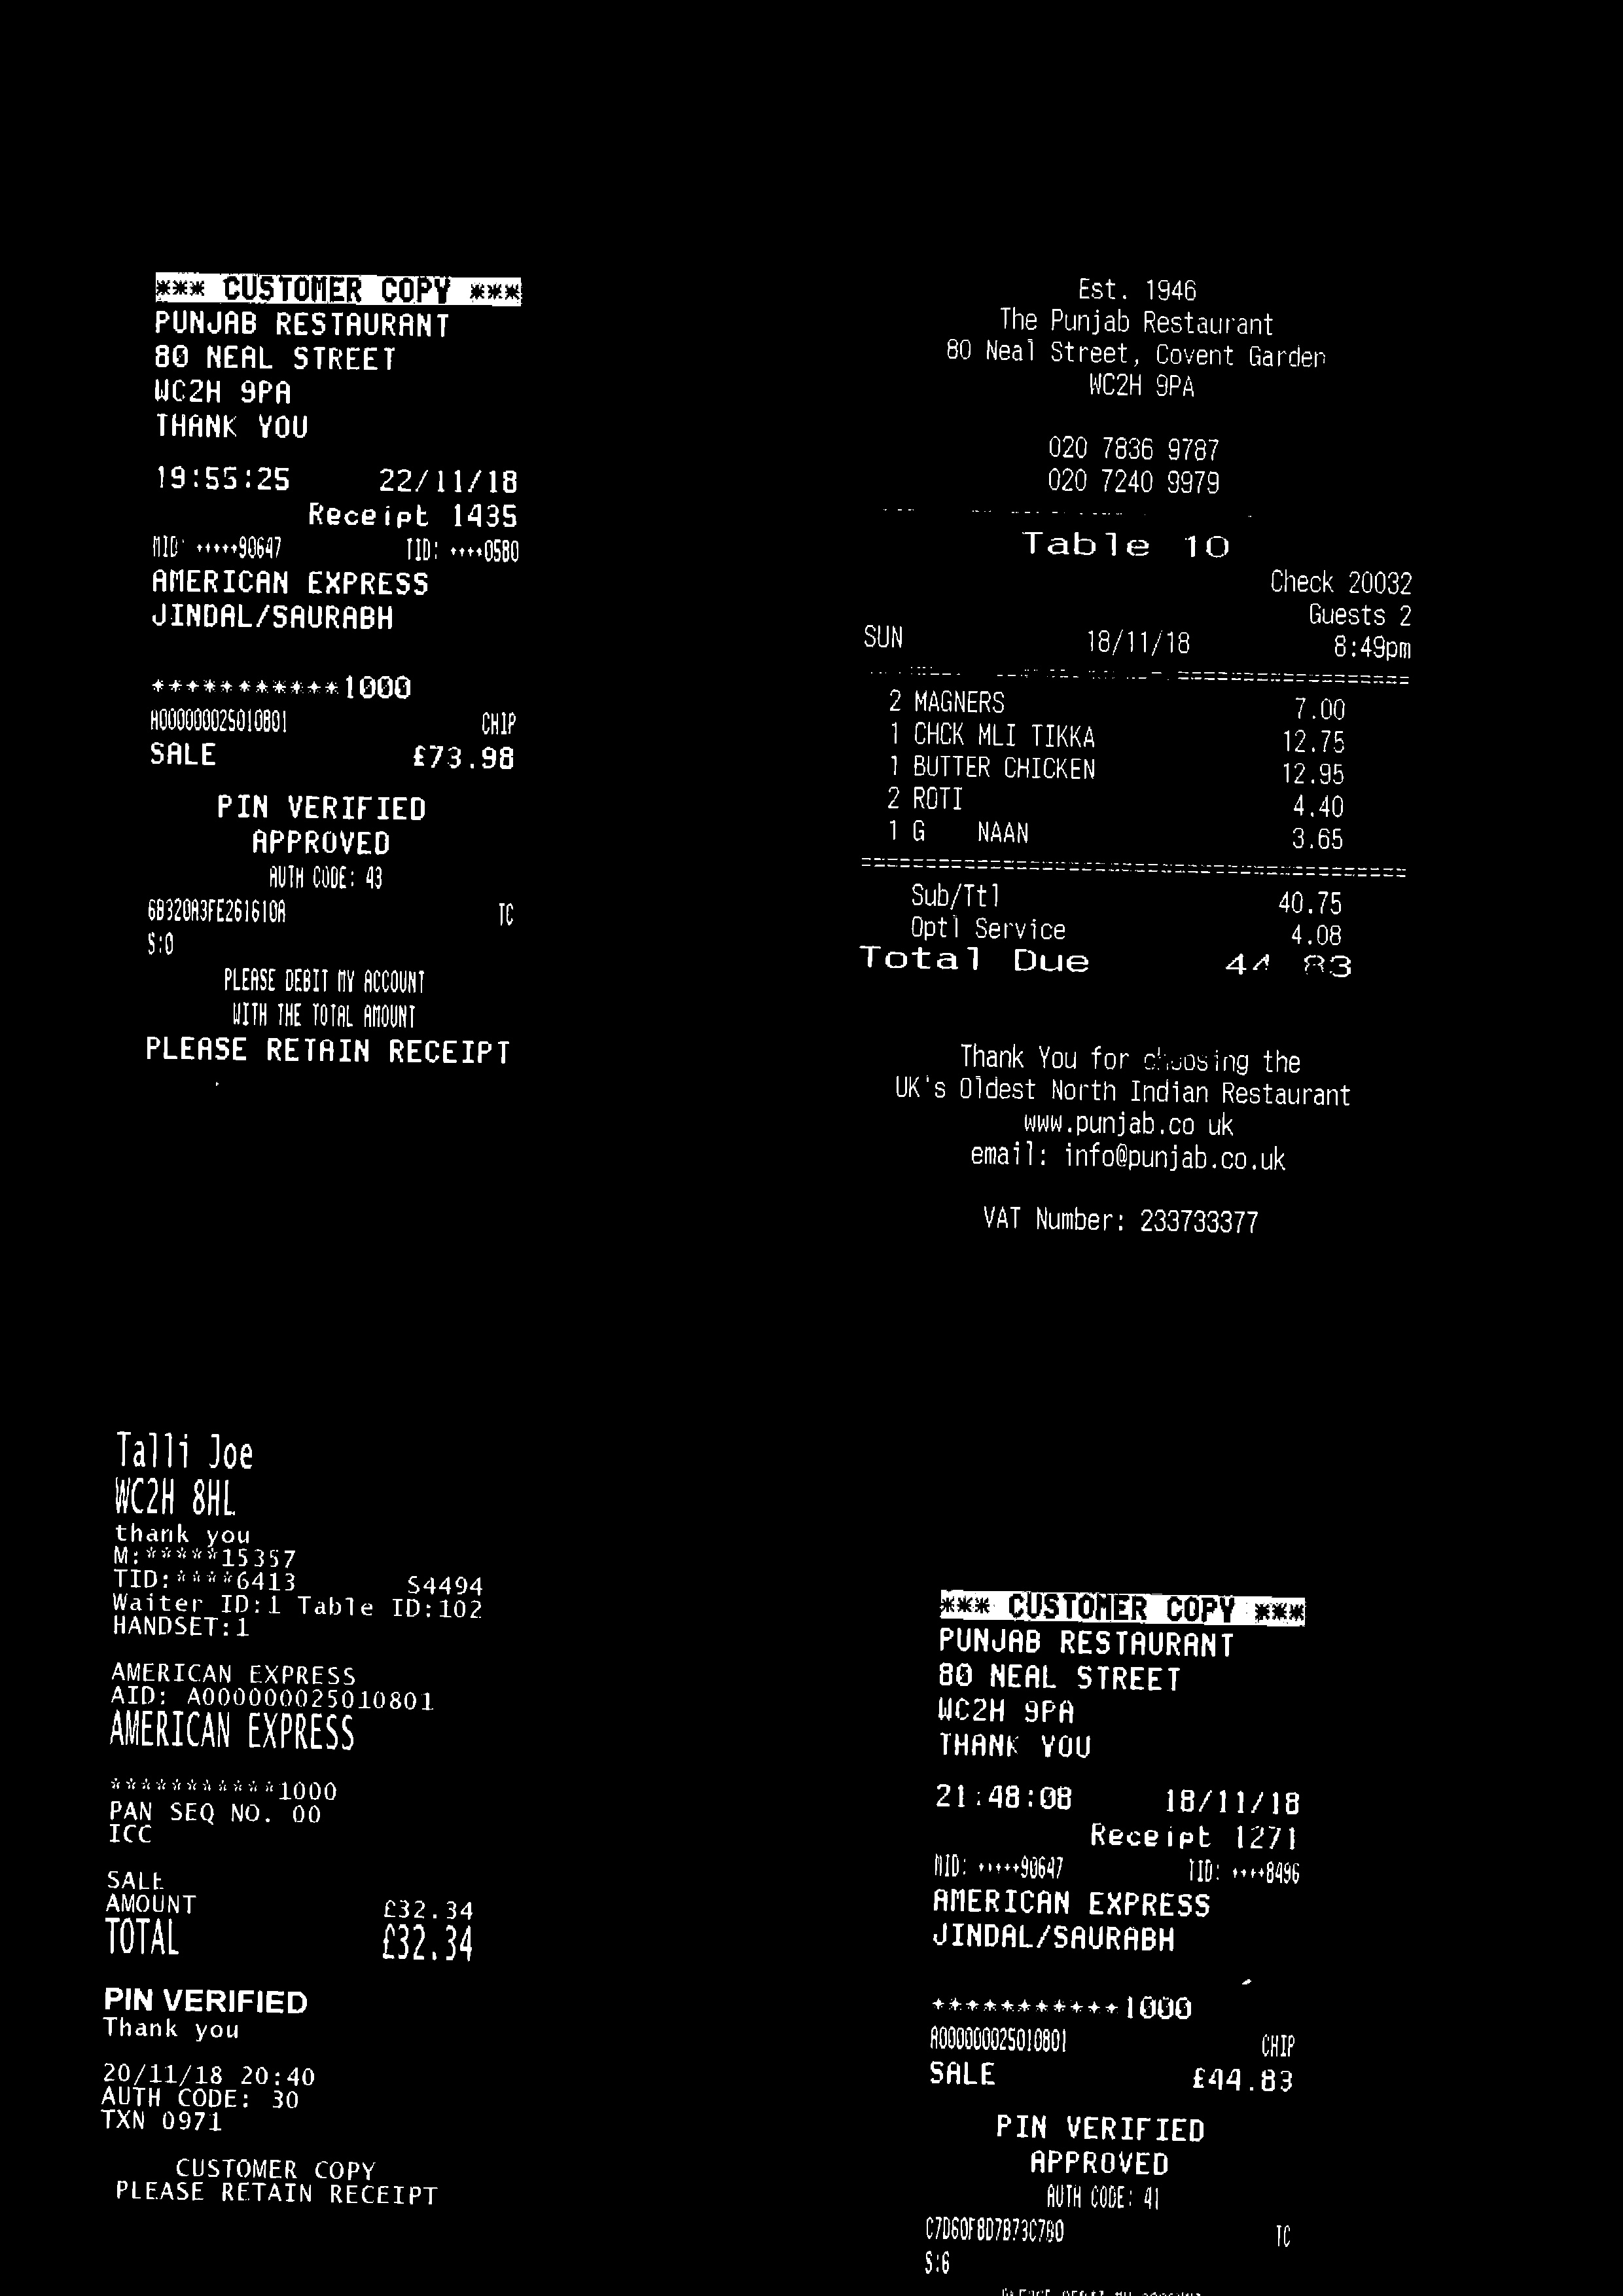 *** CUSTOMER COPY ***
PUNJAB RESTAURANT
80 NEAL STREET
WC2H 9PA
THANK YOU
19:55:25 22/11/18
Receipt 1435
MID: *****90647 TID: ****0580
AMERICAN EXPRESS
JINDAL/SAURABH
***********1000
A000000025010801 CHIP
SALE £73.98
PIN VERIFIED
APPROVED
AUTH CODE: 43
6B320A3FE261610A TC
S:0
PLEASE DEBIT MY ACCOUNT
WITH THE TOTAL AMOUNT
PLEASE RETAIN RECEIPT
Est. 1946
The Punjab Restaurant
80 Neal Street, Covent Garden
WC2H 9PA
020 7836 9787
020 7240 9979
Table 10
Check 20032
Guests 2
SUN 18/11/18 8:49pm
2 MAGNERS 7.00
1 CHCK MLI TIKKA 12.75
1 BUTTER CHICKEN 12.95
2 ROTI 4.40
1 G NAAN 3.65
Sub/Ttl 40.75
Optl Service 4.08
Total Due 44 83
Thank You for choosing the
UK's Oldest North Indian Restaurant
www.punjab.co uk
email: info@punjab.co.uk
VAT Number: 233733377
Talli Joe
WC2H 8HL
thank you
M:*****15357
TID:****6413 S4494
Waiter ID:1 Table ID:102
HANDSET:1
AMERICAN EXPRESS
AID: A000000025010801
AMERICAN EXPRESS
***********1000
PAN SEQ NO. 00
ICC
SALE
AMOUNT £32.34
TOTAL £32.34
PIN VERIFIED
Thank you
20/11/18 20:40
AUTH CODE: 30
TXN 0971
CUSTOMER COPY
PLEASE RETAIN RECEIPT
*** CUSTOMER COPY ***
PUNJAB RESTAURANT
80 NEAL STREET
WC2H 9PA
THANK YOU
21:48:08 18/11/18
Receipt 1271
MID: *****90647 TID: ****8496
AMERICAN EXPRESS
JINDAL/SAURABH
***********1000
A000000025010801 CHIP
SALE £44.83
PIN VERIFIED
APPROVED
AUTH CODE: 41
C7D60F8D7B73C7B0 TC
S:6